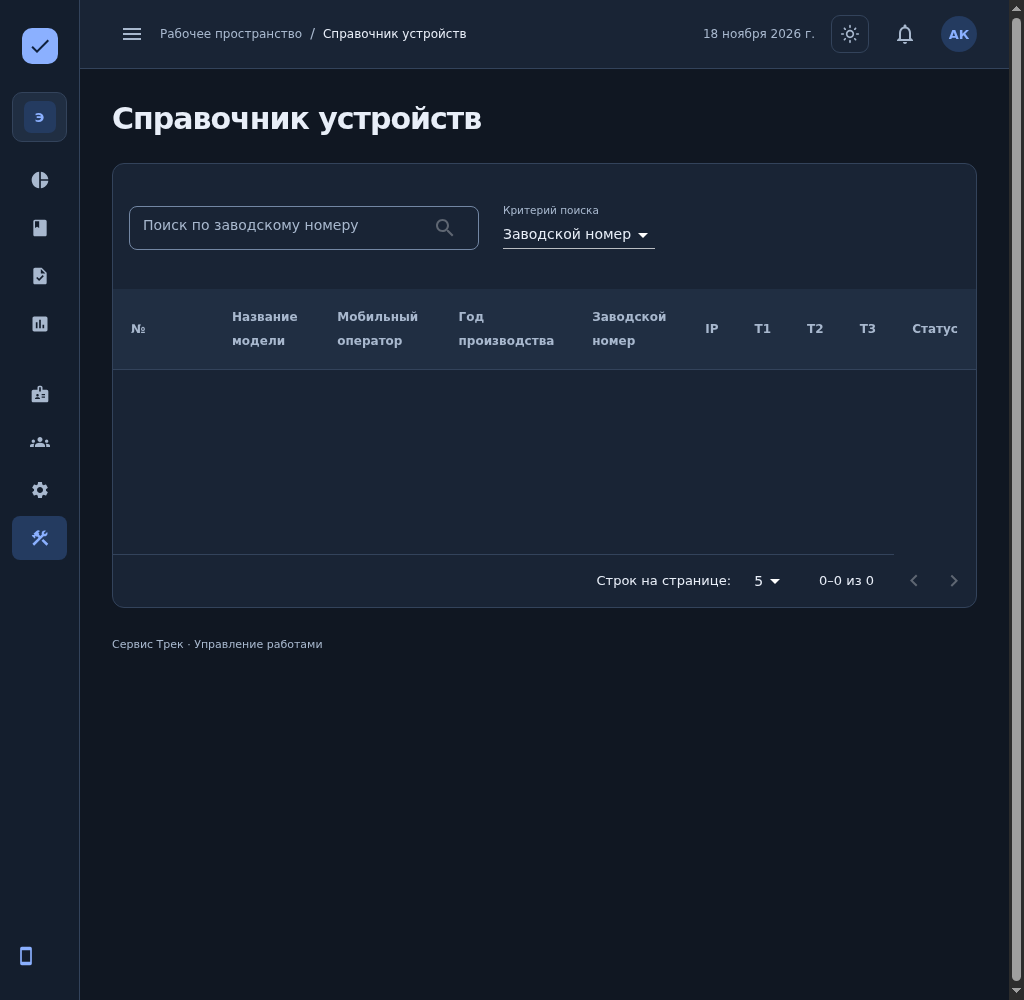 Рабочее пространство / Справочник устройств
18 ноября 2026 г.
АК
Э
Справочник устройств
Поиск по заводскому номеру
Критерий поиска
Заводской номер
№
Название модели
Мобильный оператор
Год производства
Заводской номер
IP
T1
T2
T3
Статус
Строк на странице: 5 0–0 из 0
Сервис Трек · Управление работами